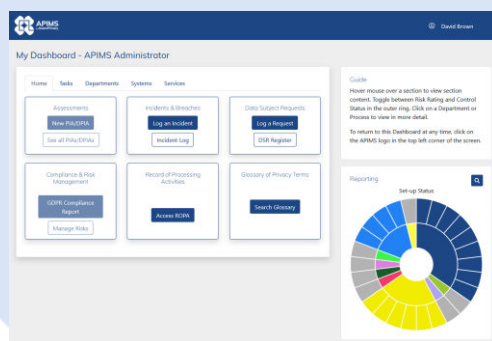 APIMS
David Brown
My Dashboard - APIMS Administrator
Home Tasks Departments Systems Services
Assessments
New PIA/DPIA
See all PIAs/DPIAs
Incidents & Breaches
Log an Incident
Incident Log
Data Subject Requests
Log a Request
DSR Register
Compliance & Risk
Management
GDPR Compliance
Report
Manage Risks
Record of Processing
Activities
Access ROPA
Glossary of Privacy Terms
Search Glossary
Guide
Hover mouse over a section to view section
content. Toggle between Risk Rating and Control
Status in the outer ring. Click on a Department or
Process to view in more detail.
To return to this Dashboard at any time, click on
the APIMS logo in the top left corner of the screen.
Reporting
Set-up Status